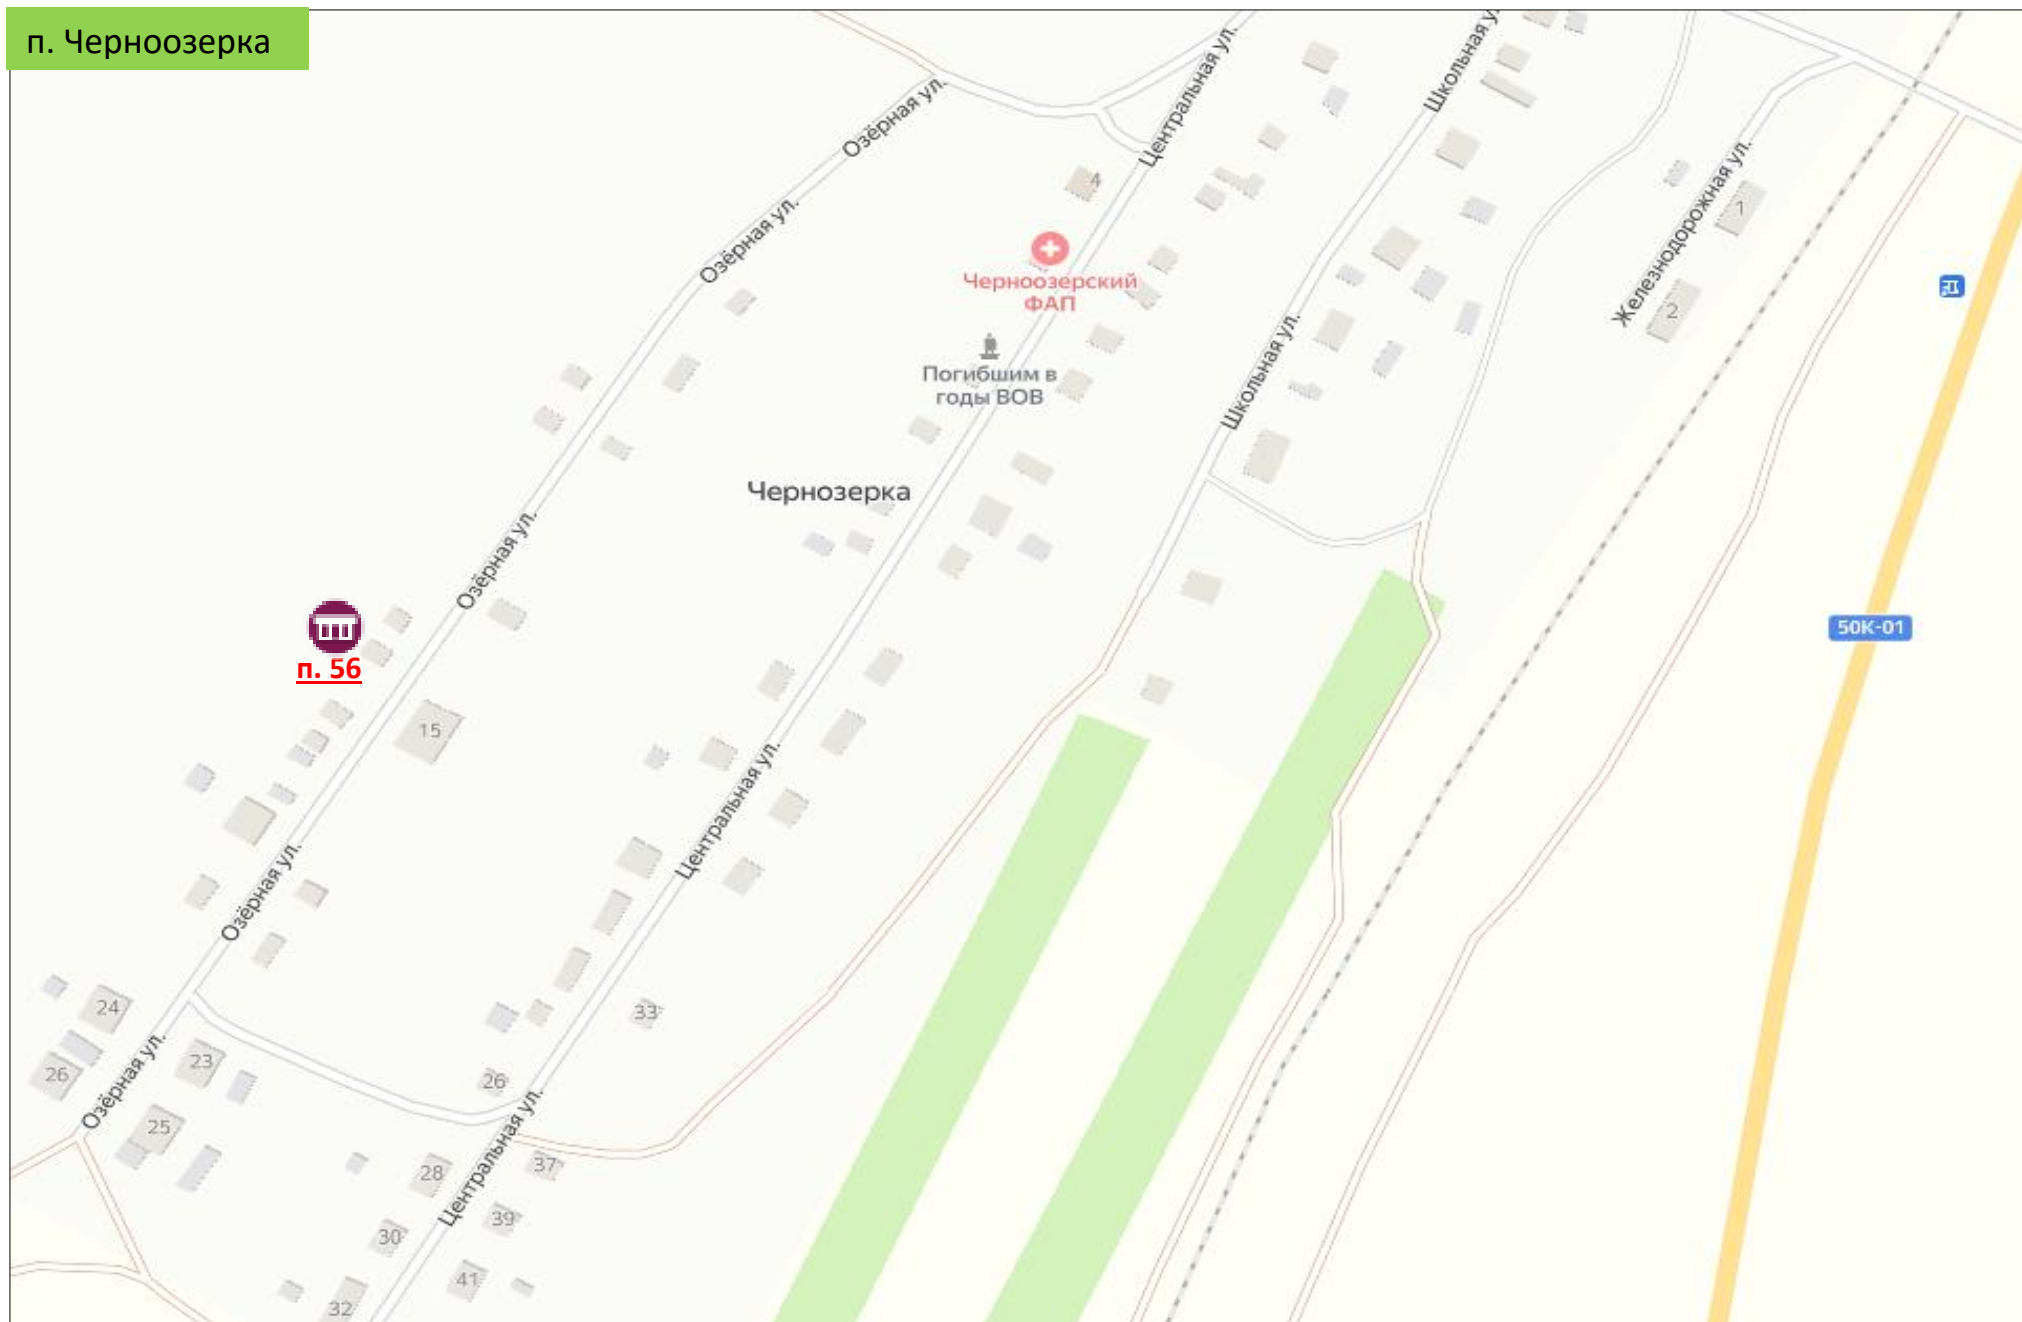 п. Черноозерка
Школьная у
Центральная ул.
Озёрная ул.
Школьная ул.
Железнодорожная ул.
4
1
Озёрная ул.
Черноозерский
ФАП
2
Погибшим в
годы ВОВ
Школьная ул.
Чернозерка
Озёрная ул.
50К-01
п. 56
15
Центральная ул.
Озёрная ул.
24
33
23
26
26
Озёрная ул.
25
Центральная ул.
28
37
39
30
41
32